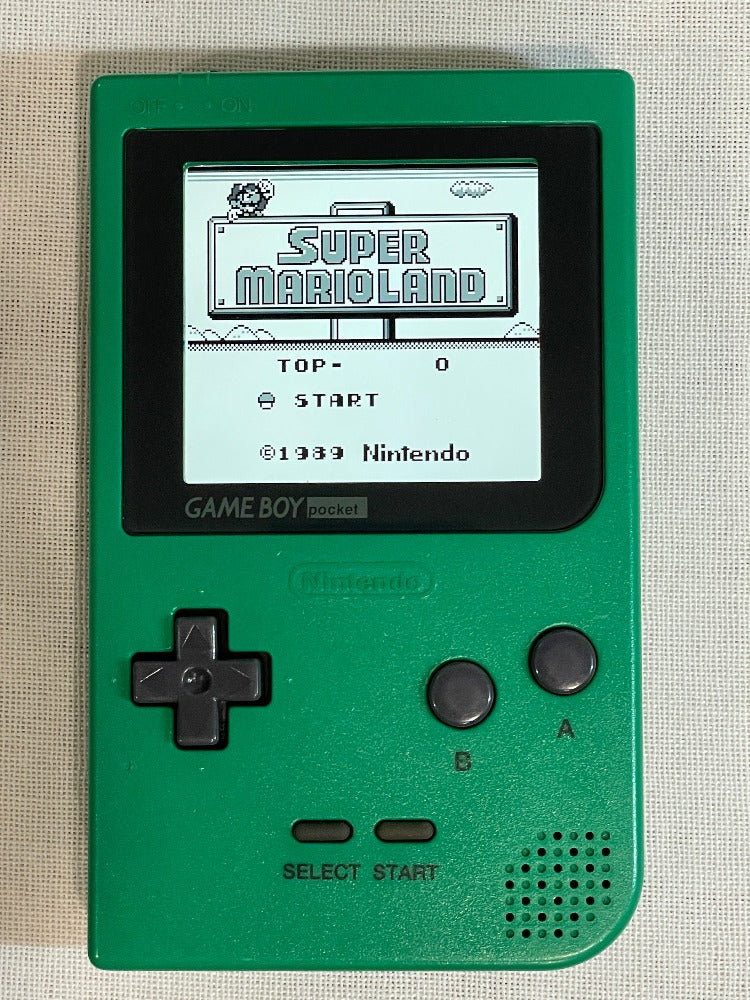 OFF ON
SUPER
MARIOLAND
TOP- 0
START
©1989 Nintendo
GAME BOY pocket
Nintendo
A
B
SELECT START